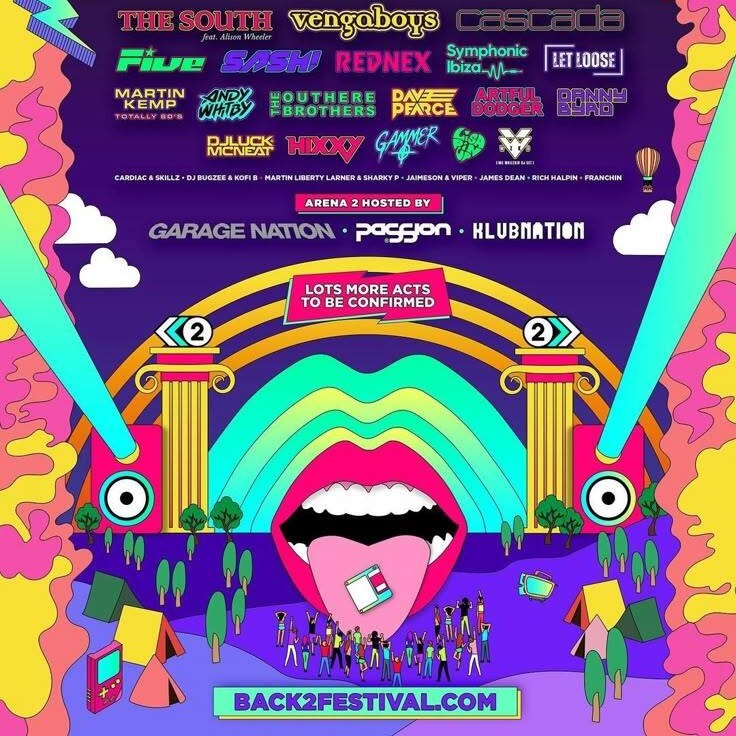 THE SOUTH vengaboys cascada
feat. Alison Wheeler
FIVE SASH! REDNEX Symphonic Ibiza LET LOOSE
MARTIN KEMP ANDY WHITBY THE OUTHERE BROTHERS DAVE PEARCE ARTFUL DODGER DANNY BYRD
TOTALLY 80'S
DJ LUCK MCNEAT HIXXY GAMMER
CARDIAC & SKILLZ • DJ BUGZEE & KOFI B • MARTIN LIBERTY LARNER & SHARKY P • JAIMESON & VIPER • JAMES DEAN • RICH HALPIN • FRANCHIN
ARENA 2 HOSTED BY
GARAGE NATION • passion • KLUBNATION
LOTS MORE ACTS
TO BE CONFIRMED
2 2
BACK2FESTIVAL.COM